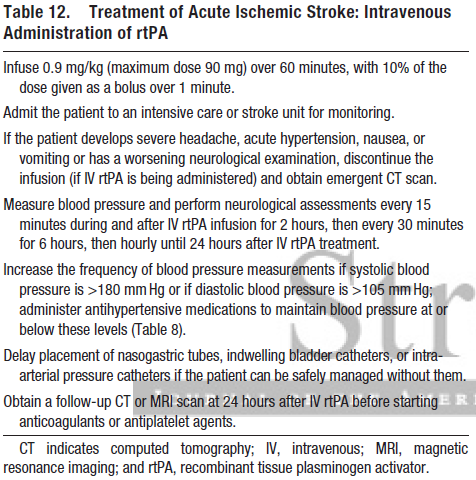 Table 12. Treatment of Acute Ischemic Stroke: Intravenous
Administration of rtPA
Infuse 0.9 mg/kg (maximum dose 90 mg) over 60 minutes, with 10% of the
dose given as a bolus over 1 minute.
Admit the patient to an intensive care or stroke unit for monitoring.
If the patient develops severe headache, acute hypertension, nausea, or
vomiting or has a worsening neurological examination, discontinue the
infusion (if IV rtPA is being administered) and obtain emergent CT scan.
Measure blood pressure and perform neurological assessments every 15
minutes during and after IV rtPA infusion for 2 hours, then every 30 minutes
for 6 hours, then hourly until 24 hours after IV rtPA treatment.
Increase the frequency of blood pressure measurements if systolic blood
pressure is >180 mm Hg or if diastolic blood pressure is >105 mm Hg;
administer antihypertensive medications to maintain blood pressure at or
below these levels (Table 8).
Delay placement of nasogastric tubes, indwelling bladder catheters, or intra-
arterial pressure catheters if the patient can be safely managed without them.
Obtain a follow-up CT or MRI scan at 24 hours after IV rtPA before starting
anticoagulants or antiplatelet agents.
CT indicates computed tomography; IV, intravenous; MRI, magnetic
resonance imaging; and rtPA, recombinant tissue plasminogen activator.
Str